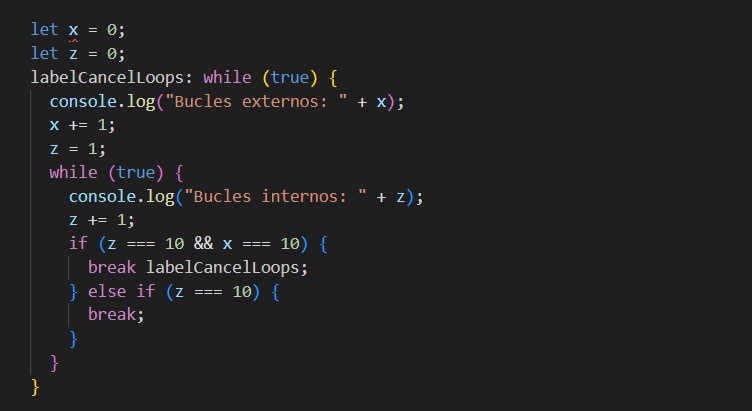 let x = 0;
let z = 0;
labelCancelLoops: while (true) {
  console.log("Bucles externos: " + x);
  x += 1;
  z = 1;
  while (true) {
    console.log("Bucles internos: " + z);
    z += 1;
    if (z === 10 && x === 10) {
      break labelCancelLoops;
    } else if (z === 10) {
      break;
    }
  }
}